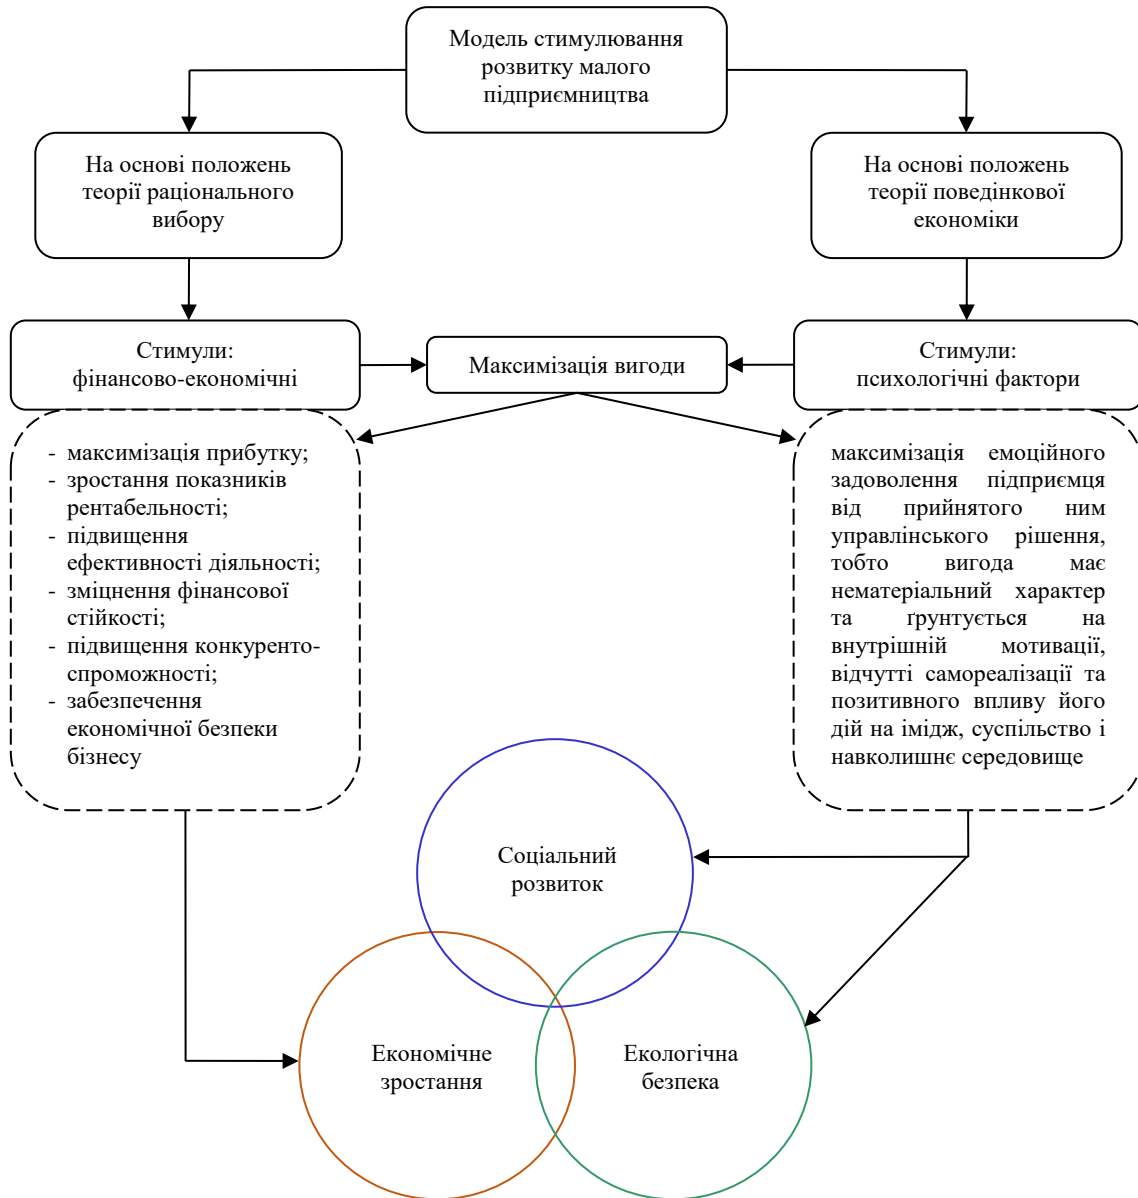 Модель стимулювання
розвитку малого
підприємництва
На основі положень
теорії раціонального
вибору
На основі положень
теорії поведінкової
економіки
Стимули:
фінансово-економічні
Максимізація вигоди
Стимули:
психологічні фактори
- максимізація прибутку;
- зростання показників
рентабельності;
- підвищення
ефективності діяльності;
- зміцнення фінансової
стійкості;
- підвищення конкуренто-
спроможності;
- забезпечення
економічної безпеки
бізнесу
максимізація емоційного
задоволення підприємця
від прийнятого ним
управлінського рішення,
тобто вигода має
нематеріальний характер
та ґрунтується на
внутрішній мотивації,
відчутті самореалізації та
позитивного впливу його
дій на імідж, суспільство і
навколишнє середовище
Соціальний
розвиток
Економічне
зростання
Екологічна
безпека